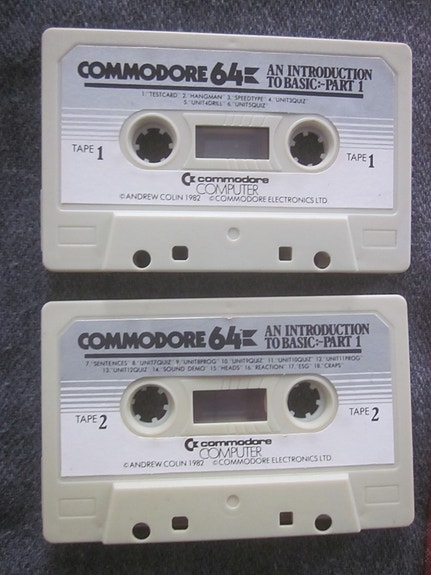 COMMODORE 64 AN INTRODUCTION
TO BASIC:-PART 1
1. "TESTCARD" 2. "HANGMAN" 3. "SPEEDTYPE" 4. "UNIT3QUIZ"
5. "UNIT4DRILL" 6. "UNIT5QUIZ"
TAPE 1
TAPE 1
commodore
COMPUTER
© ANDREW COLIN 1982 © COMMODORE ELECTRONICS LTD.
COMMODORE 64 AN INTRODUCTION
TO BASIC:-PART 1
7. "SENTENCES" 8. "UNIT7QUIZ" 9. "UNIT8PROG" 10. "UNIT9QUIZ" 11. "UNIT10QUIZ" 12. "UNIT11PROG"
13. "UNIT12QUIZ" 14. "SOUND DEMO" 15. "HEADS" 16. "REACTION" 17. "ESG" 18. "CRAPS"
TAPE 2
TAPE 2
commodore
COMPUTER
© ANDREW COLIN 1982 © COMMODORE ELECTRONICS LTD.